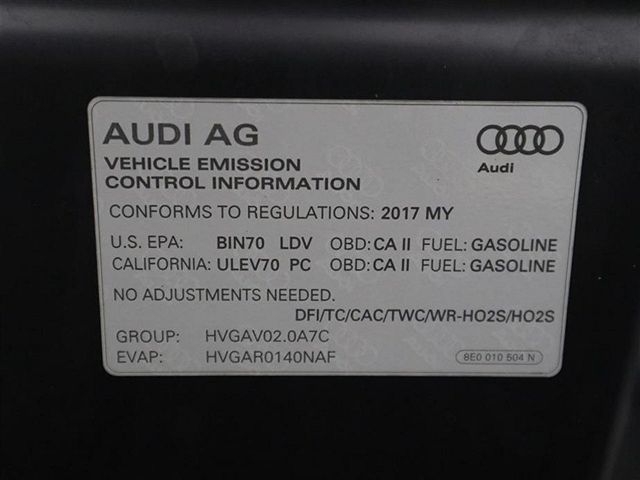 AUDI AG
Audi
VEHICLE EMISSION
CONTROL INFORMATION
CONFORMS TO REGULATIONS: 2017 MY
U.S. EPA: BIN70 LDV OBD: CA II FUEL: GASOLINE
CALIFORNIA: ULEV70 PC OBD: CA II FUEL: GASOLINE
NO ADJUSTMENTS NEEDED.
DFI/TC/CAC/TWC/WR-HO2S/HO2S
GROUP: HVGAV02.0A7C
EVAP: HVGAR0140NAF
8E0 010 504 N